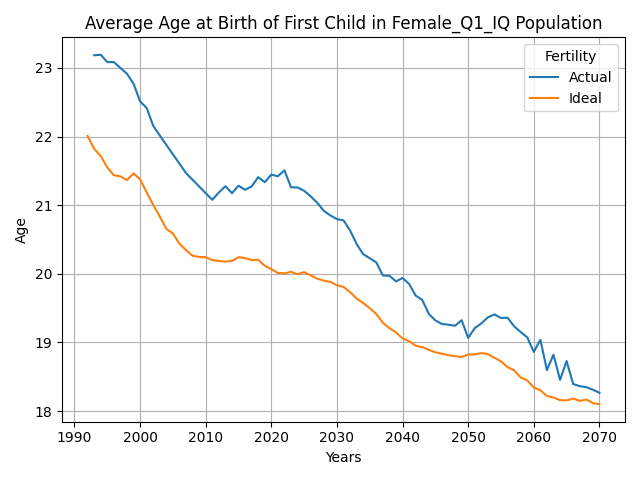 Average Age at Birth of First Child in Female_Q1_IQ Population
Fertility
Actual
Ideal
Age
23
22
21
20
19
18
1990
2000
2010
2020
2030
2040
2050
2060
2070
Years